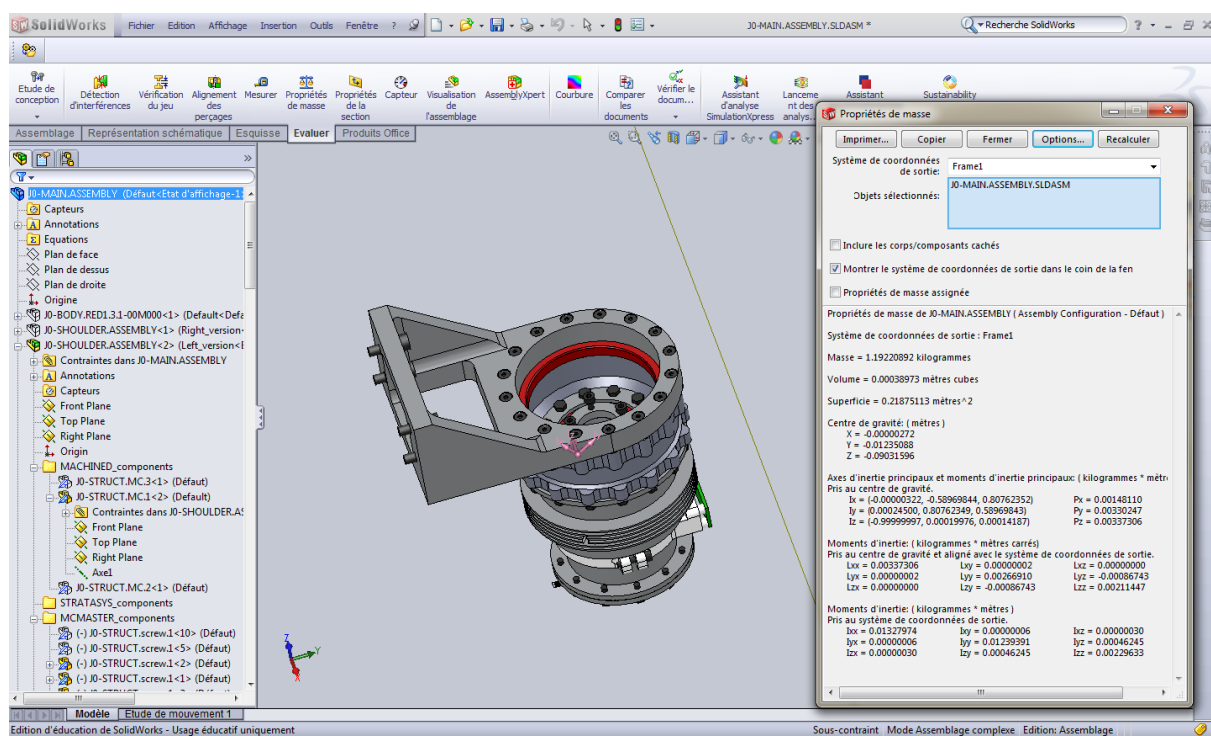 SolidWorks Fichier Edition Affichage Insertion Outils Fenêtre ? J0-MAIN.ASSEMBLY.SLDASM * Recherche SolidWorks ?
Etude de conception
Détection d'interférences
Vérification du jeu
Alignement des perçages
Mesurer
Propriétés de masse
Propriétés de la section
Capteur
Visualisation de l'assemblage
AssemblyXpert
Courbure
Comparer les documents
Vérifier le docum...
Assistant d'analyse SimulationXpress
Lanceme nt des analys...
Assistant
Sustainability
Assemblage Représentation schématique Esquisse Evaluer Produits Office
J0-MAIN.ASSEMBLY (Défaut<Etat d'affichage-1
Capteurs
Annotations
Equations
Plan de face
Plan de dessus
Plan de droite
Origine
J0-BODY.RED1.3.1-00M000<1> (Default<Defa
J0-SHOULDER.ASSEMBLY<1> (Right_version
J0-SHOULDER.ASSEMBLY<2> (Left_version<E
Contraintes dans J0-MAIN.ASSEMBLY
Annotations
Capteurs
Front Plane
Top Plane
Right Plane
Origin
MACHINED_components
J0-STRUCT.MC.3<1> (Défaut)
J0-STRUCT.MC.1<2> (Default)
Contraintes dans J0-SHOULDER.AS
Front Plane
Top Plane
Right Plane
Axe1
J0-STRUCT.MC.2<1> (Défaut)
STRATASYS_components
MCMASTER_components
(-) J0-STRUCT.screw.1<10> (Défaut)
(-) J0-STRUCT.screw.1<5> (Défaut)
(-) J0-STRUCT.screw.1<2> (Défaut)
(-) J0-STRUCT.screw.1<1> (Défaut)
Z
Y
X
Modèle Etude de mouvement 1
Edition d'éducation de SolidWorks - Usage éducatif uniquement Sous-contraint Mode Assemblage complexe Edition: Assemblage
Propriétés de masse
Imprimer... Copier Fermer Options... Recalculer
Système de coordonnées
de sortie: Frame1
Objets sélectionnés: J0-MAIN.ASSEMBLY.SLDASM
Inclure les corps/composants cachés
Montrer le système de coordonnées de sortie dans le coin de la fen
Propriétés de masse assignée
Propriétés de masse de J0-MAIN.ASSEMBLY ( Assembly Configuration - Défaut )
Système de coordonnées de sortie : Frame1
Masse = 1.19220892 kilogrammes
Volume = 0.00038973 mètres cubes
Superficie = 0.21875113 mètres^2
Centre de gravité: ( mètres )
X = -0.00000272
Y = -0.01235088
Z = -0.09031596
Axes d'inertie principaux et moments d'inertie principaux: ( kilogrammes * mètr
Pris au centre de gravité.
Ix = (-0.00000322, -0.58969844, 0.80762352) Px = 0.00148110
Iy = (0.00024500, 0.80762349, 0.58969843) Py = 0.00330247
Iz = (-0.99999997, 0.00019976, 0.00014187) Pz = 0.00337306
Moments d'inertie: ( kilogrammes * mètres carrés)
Pris au centre de gravité et aligné avec le système de coordonnées de sortie.
Lxx = 0.00337306 Lxy = 0.00000002 Lxz = 0.00000000
Lyx = 0.00000002 Lyy = 0.00266910 Lyz = -0.00086743
Lzx = 0.00000000 Lzy = -0.00086743 Lzz = 0.00211447
Moments d'inertie: ( kilogrammes * mètres )
Pris au système de coordonnées de sortie.
Ixx = 0.01327974 Ixy = 0.00000006 Ixz = 0.00000030
Iyx = 0.00000006 Iyy = 0.01239391 Iyz = 0.00046245
Izx = 0.00000030 Izy = 0.00046245 Izz = 0.00229633